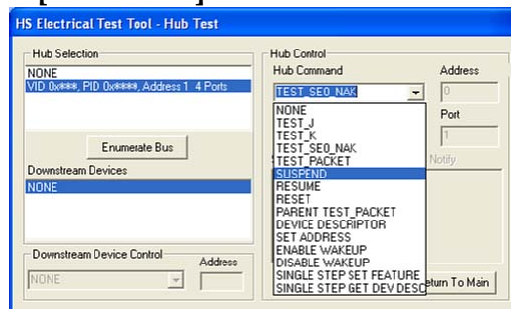 HS Electrical Test Tool - Hub Test
Hub Selection
NONE
VID 0x***, PID 0x****, Address 1 4 Ports
Enumerate Bus
Downstream Devices
NONE
Downstream Device Control
Address
NONE
Hub Control
Hub Command
Address
TEST_SE0_NAK
0
NONE
TEST_J
TEST_K
TEST_SE0_NAK
TEST_PACKET
SUSPEND
RESUME
RESET
PARENT TEST_PACKET
DEVICE DESCRIPTOR
SET ADDRESS
ENABLE WAKEUP
DISABLE WAKEUP
SINGLE STEP SET FEATURE
SINGLE STEP GET DEV DESC
Port
1
Notify
eturn To Main